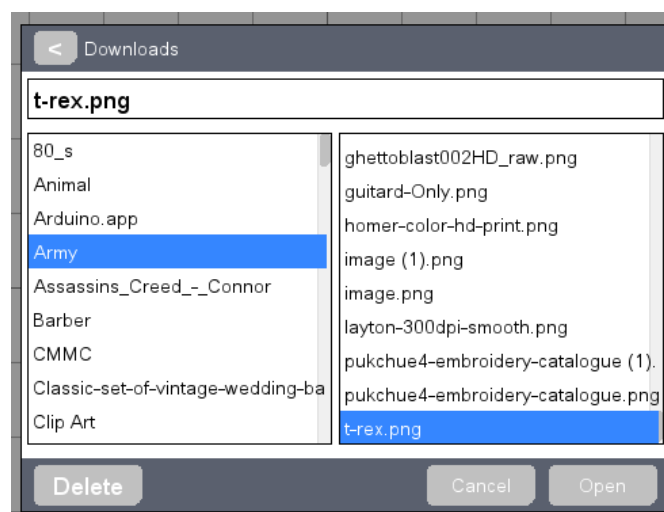 < Downloads
t-rex.png
80_s
Animal
Arduino.app
Army
Assassins_Creed_-_Connor
Barber
CMMC
Classic-set-of-vintage-wedding-ba
Clip Art
ghettoblast002HD_raw.png
guitard-Only.png
homer-color-hd-print.png
image (1).png
image.png
layton-300dpi-smooth.png
pukchue4-embroidery-catalogue (1).
pukchue4-embroidery-catalogue.png
t-rex.png
Delete Cancel Open